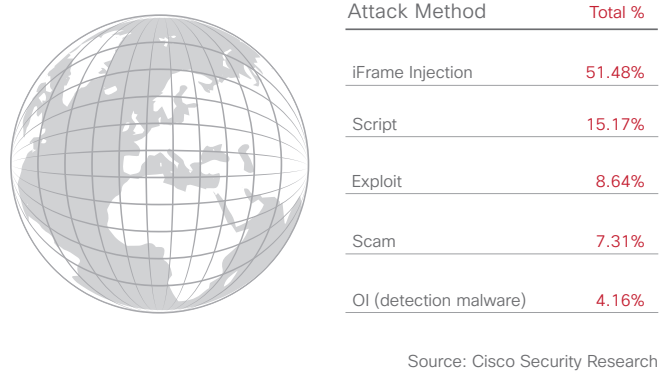 Attack Method Total %
iFrame Injection 51.48%
Script 15.17%
Exploit 8.64%
Scam 7.31%
OI (detection malware) 4.16%
Source: Cisco Security Research